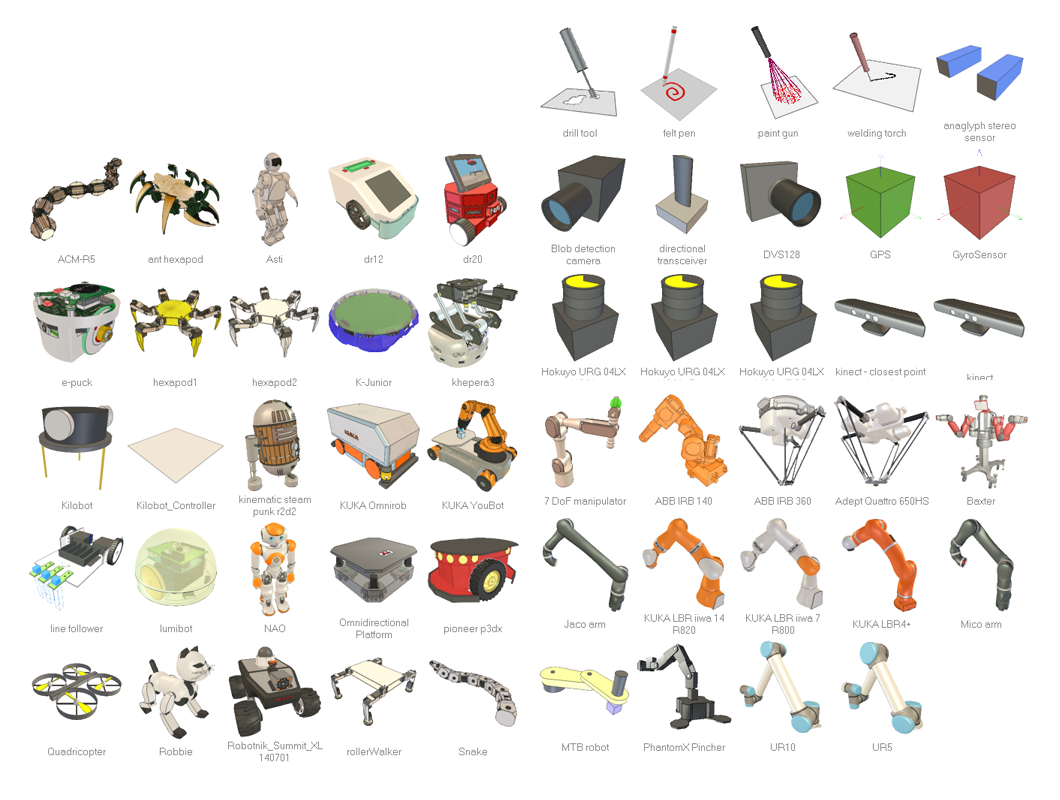 drill tool
felt pen
paint gun
welding torch
anaglyph stereo
sensor
ACM-R5
ant hexapod
Asti
dr12
dr20
Blob detection
camera
directional
transceiver
DVS128
GPS
GyroSensor
e-puck
hexapod1
hexapod2
K-Junior
khepera3
Hokuyo URG 04LX
Hokuyo URG 04LX
Hokuyo URG 04LX
kinect - closest point
kinect
Kilobot
Kilobot_Controller
kinematic steam
punk r2d2
KUKA Omnirob
KUKA YouBot
7 DoF manipulator
ABB IRB 140
ABB IRB 360
Adept Quattro 650HS
Baxter
line follower
lumibot
NAO
Omnidirectional
Platform
pioneer p3dx
Jaco arm
KUKA LBR iiwa 14
R820
KUKA LBR iiwa 7
R800
KUKA LBR4+
Mico arm
Quadricopter
Robbie
Robotnik_Summit_XL
140701
rollerWalker
Snake
MTB robot
PhantomX Pincher
UR10
UR5